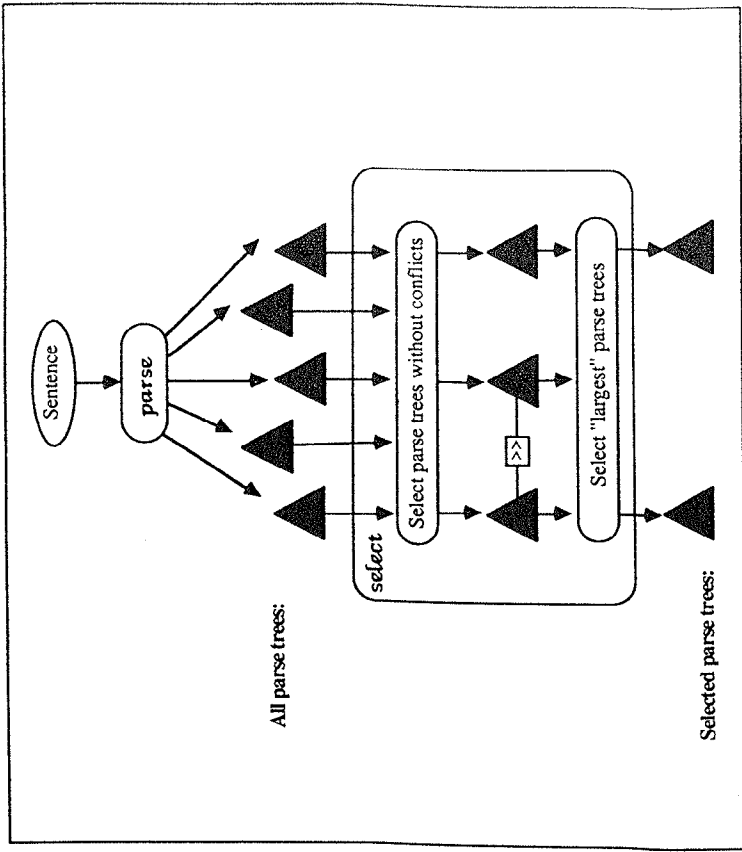 Sentence
parse
All parse trees:
select
Select parse trees without conflicts
>>
Select "largest" parse trees
Selected parse trees: